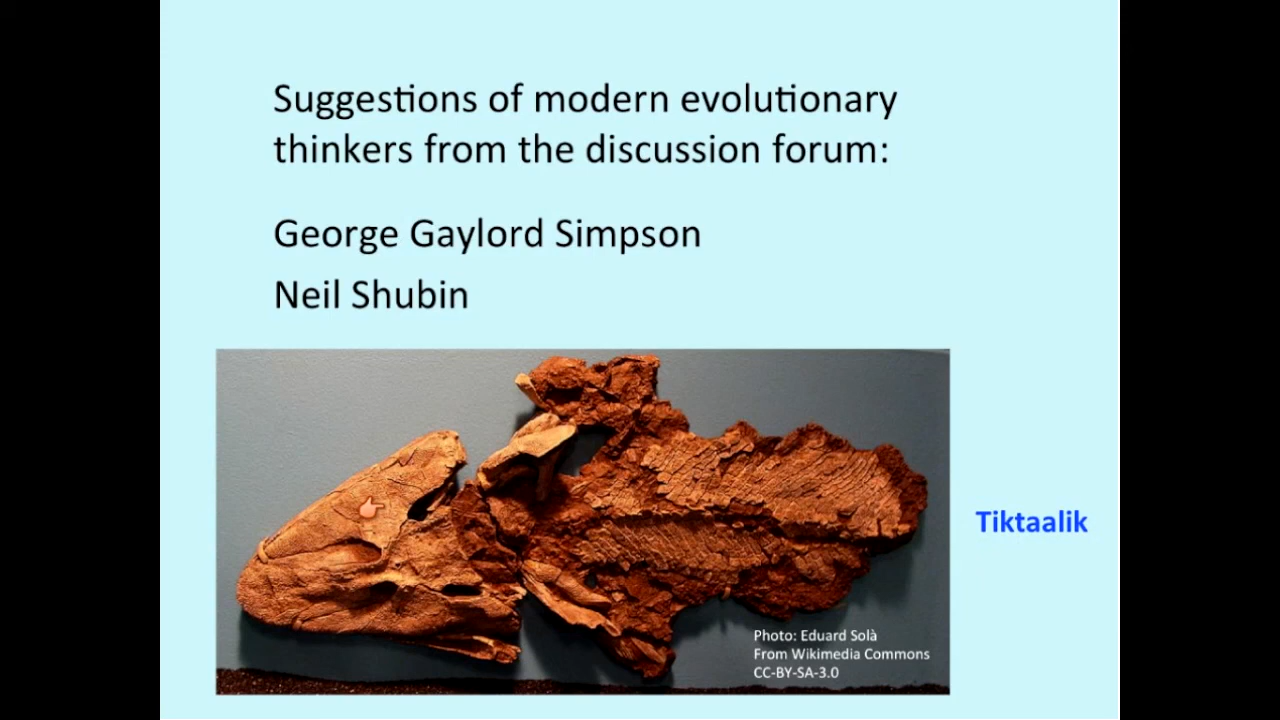 Suggestions of modern evolutionary
thinkers from the discussion forum:
George Gaylord Simpson
Neil Shubin
Tiktaalik
Photo: Eduard Solà
From Wikimedia Commons
CC-BY-SA-3.0